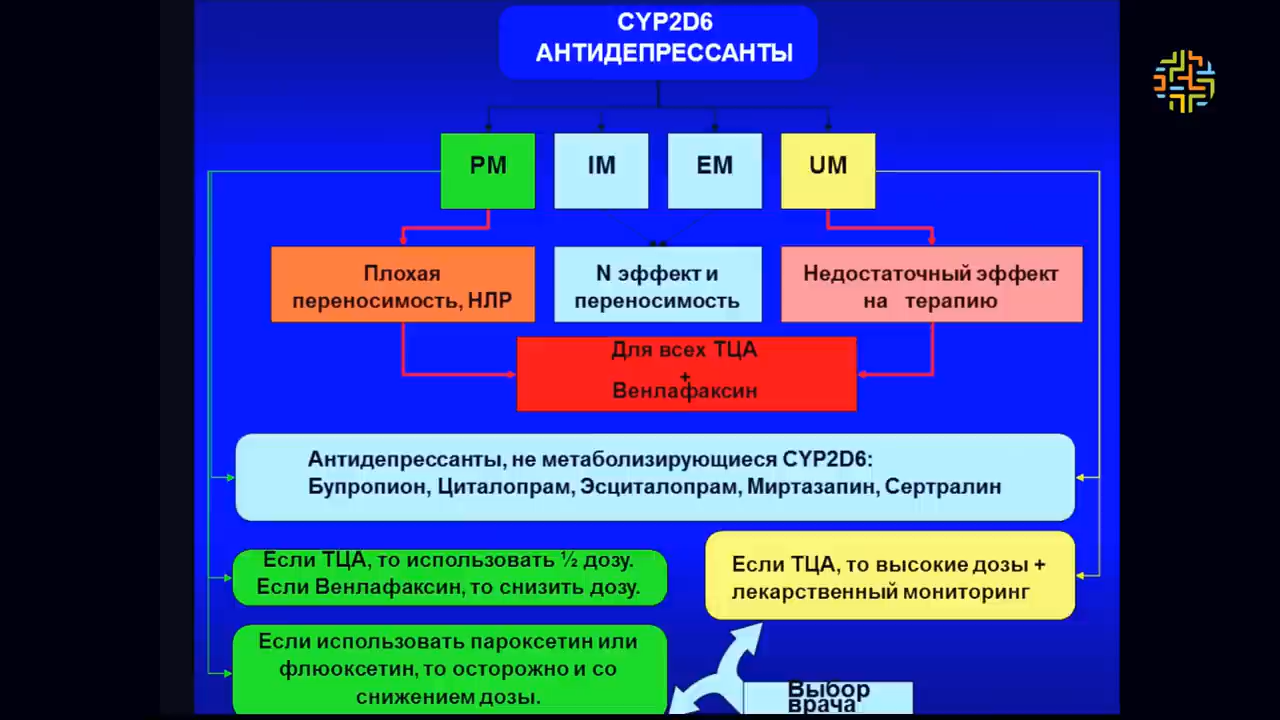 CYP2D6
АНТИДЕПРЕССАНТЫ
PM
IM
EM
UM
Плохая
переносимость, НЛР
N эффект и
переносимость
Недостаточный эффект
на терапию
Для всех ТЦА
+
Венлафаксин
Антидепрессанты, не метаболизирующиеся CYP2D6:
Бупропион, Циталопрам, Эсциталопрам, Миртазапин, Сертралин
Если ТЦА, то использовать ½ дозу.
Если Венлафаксин, то снизить дозу.
Если ТЦА, то высокие дозы +
лекарственный мониторинг
Если использовать пароксетин или
флюоксетин, то осторожно и со
снижением дозы.
Выбор
врача